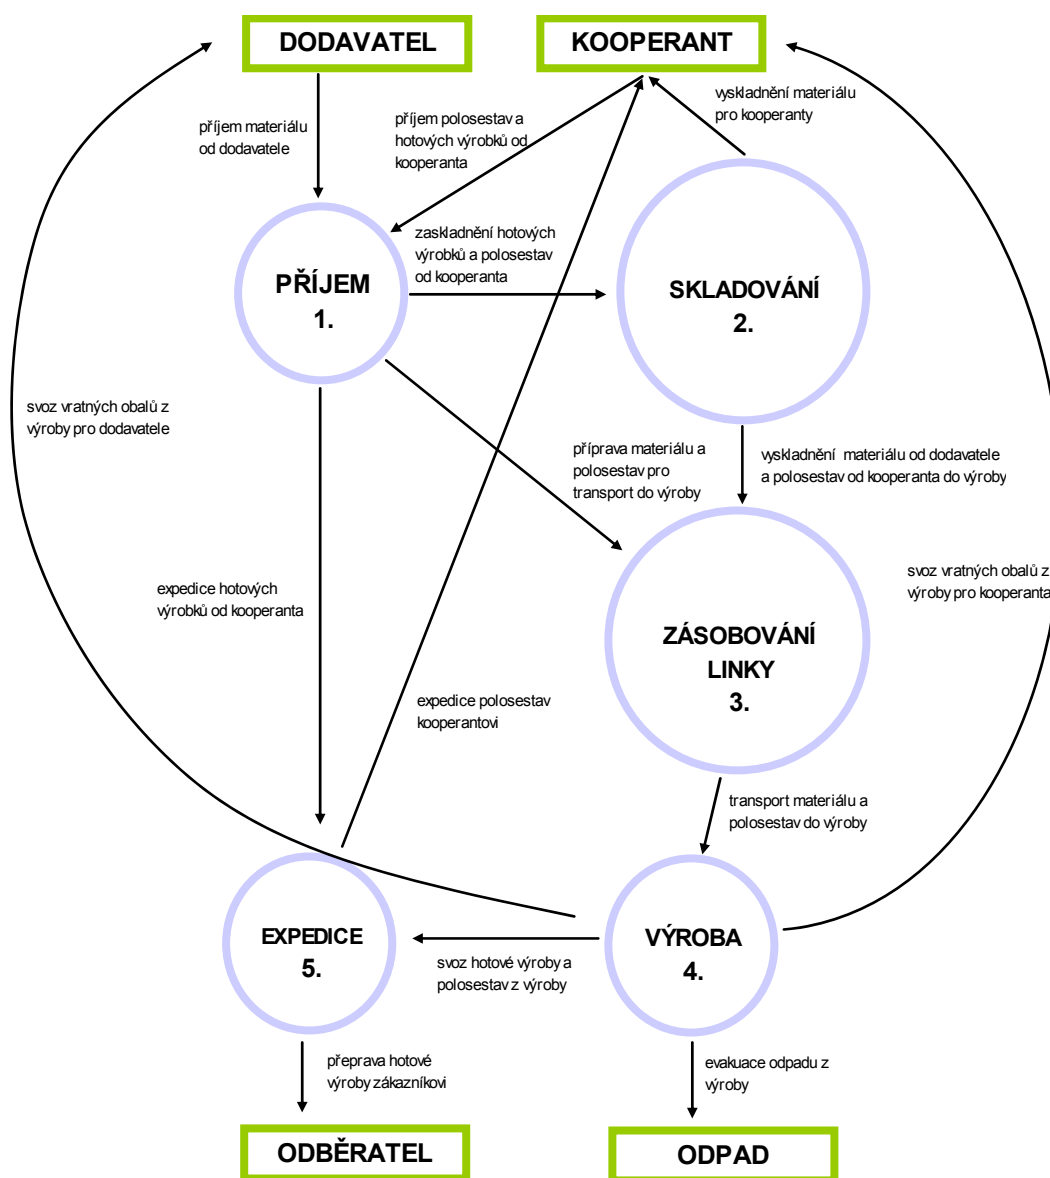 DODAVATEL
KOOPERANT
vyskladnění materiálu
pro kooperanty
příjem materiálu
od dodavatele
příjem polosestav a
hotových výrobků od
kooperanta
zaskladnění hotových
výrobků a polosestav
od kooperanta
PŘÍJEM
1.
SKLADOVÁNÍ
2.
svoz vratných obalů z
výroby pro dodavatele
příprava materiálu a
polosestav pro
transport do výroby
vyskladnění materiálu od dodavatele
a polosestav od kooperanta do výroby
expedice hotových
výrobků od kooperanta
svoz vratných obalů z
výroby pro kooperanta
ZÁSOBOVÁNÍ
LINKY
3.
expedice polosestav
kooperantovi
transport materiálu a
polosestav do výroby
EXPEDICE
5.
svoz hotové výroby a
polosestav z výroby
VÝROBA
4.
přeprava hotové
výroby zákazníkovi
evakuace odpadu z
výroby
ODBĚRATEL
ODPAD